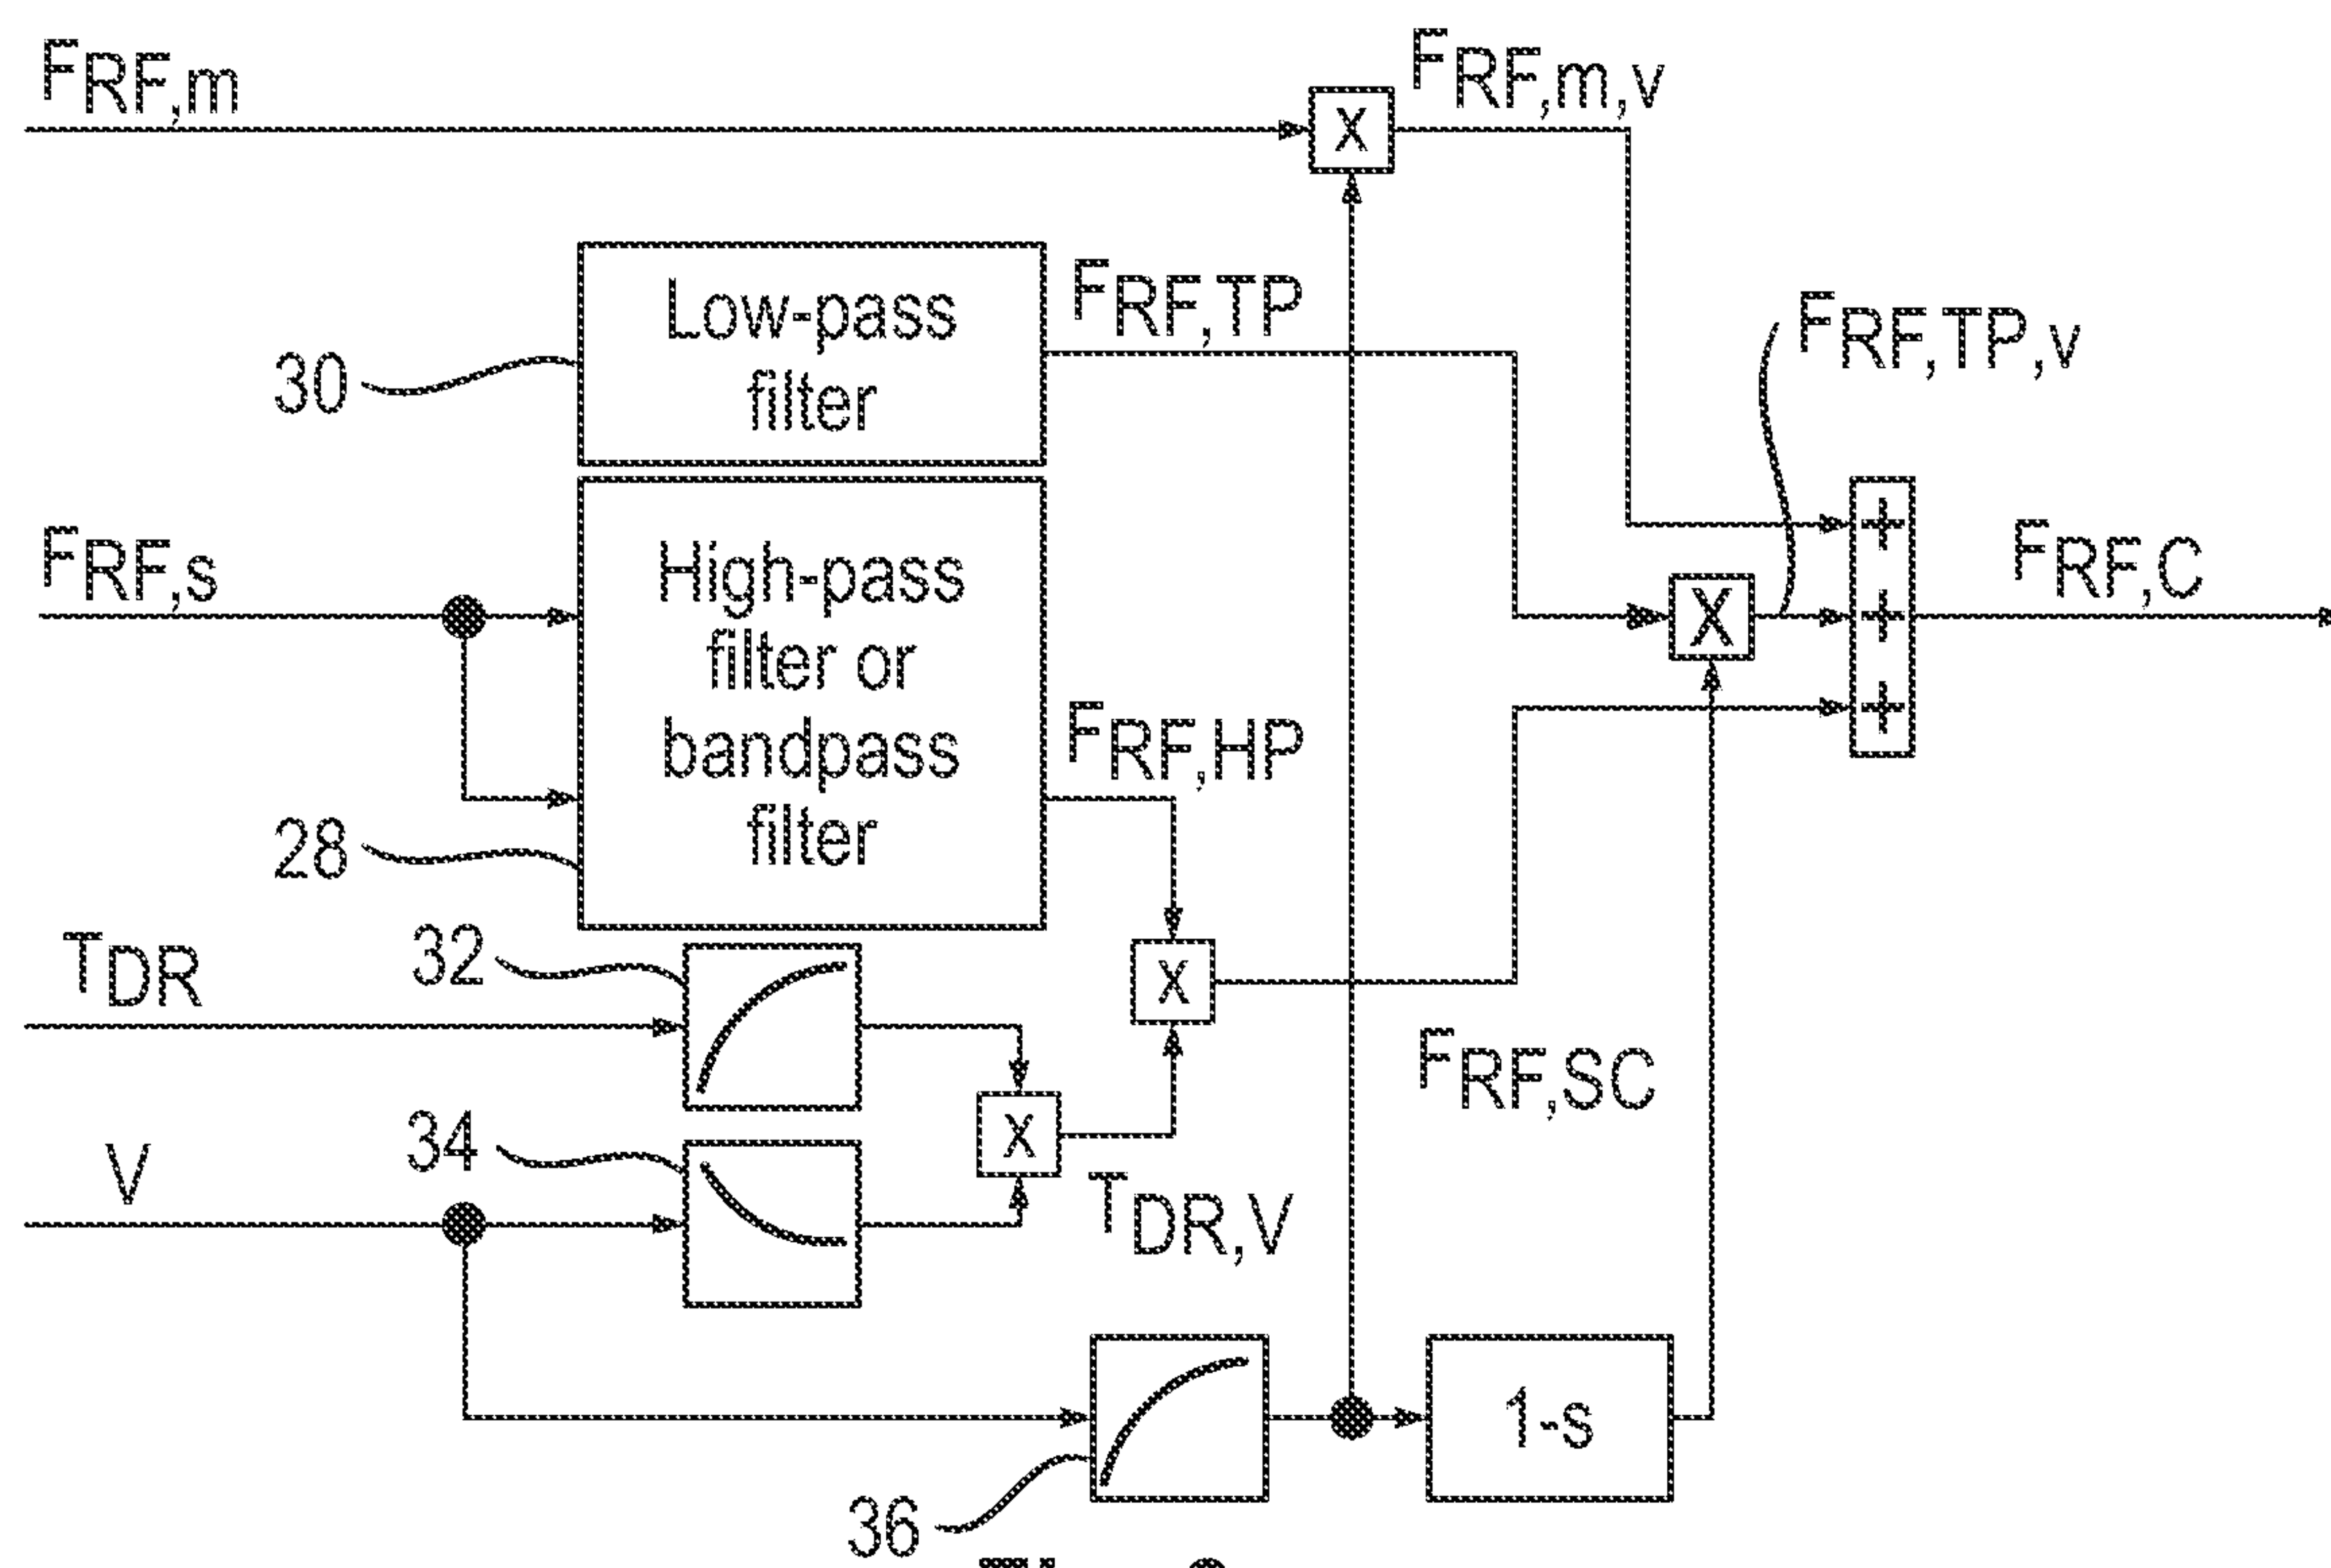 FRF,m
FRF,m,v
X
Low-pass
filter
FRF,TP
FRF,TP,v
30
FRF,s
High-pass
filter or
bandpass
filter
+
+
+
FRF,C
X
FRF,HP
28
TDR
32
X
FRF,SC
34
X
V
TDR,V
1-s
36